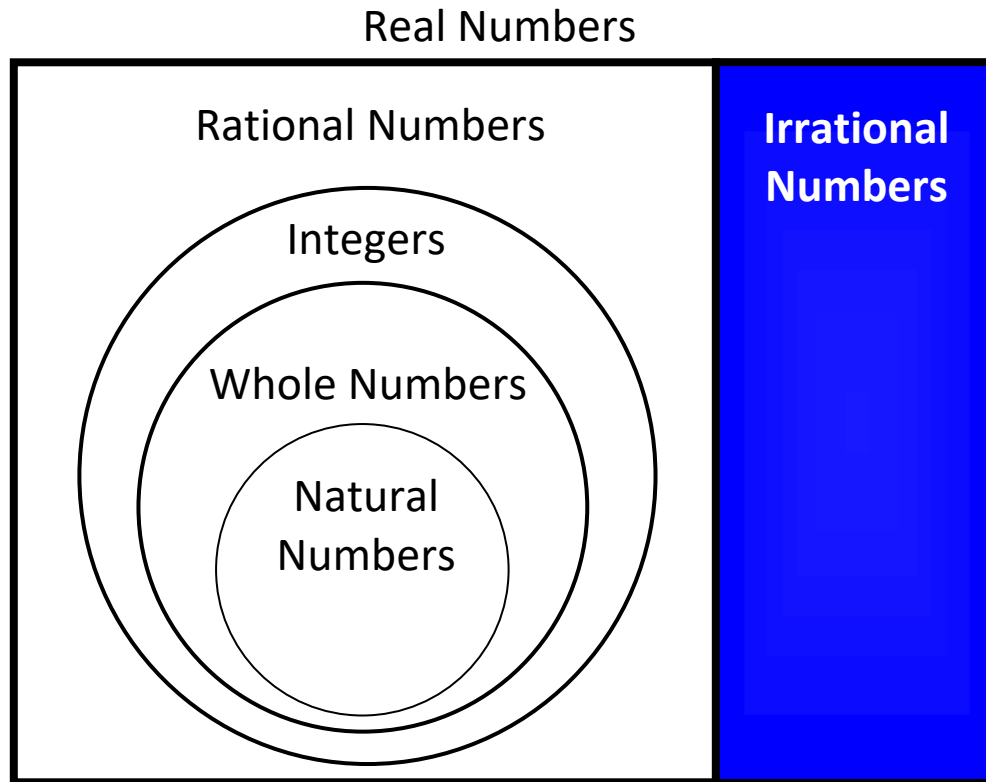 Real Numbers
Rational Numbers
Irrational
Numbers
Integers
Whole Numbers
Natural
Numbers